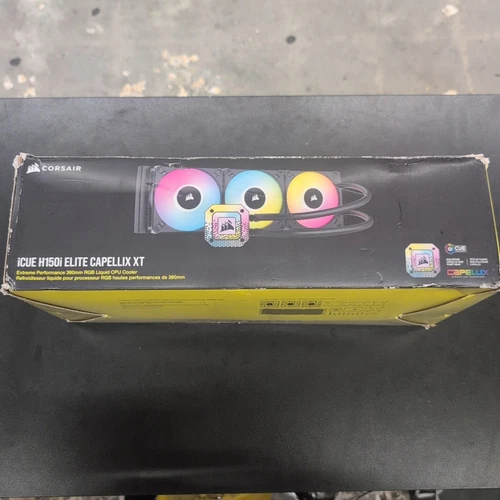 CORSAIR
iCUE H150i ELITE CAPELLIX XT
Extreme Performance 360mm RGB Liquid CPU Cooler
Refroidisseur liquide pour processeur RGB hautes performances de 360mm
iCUE
CAPELLIX